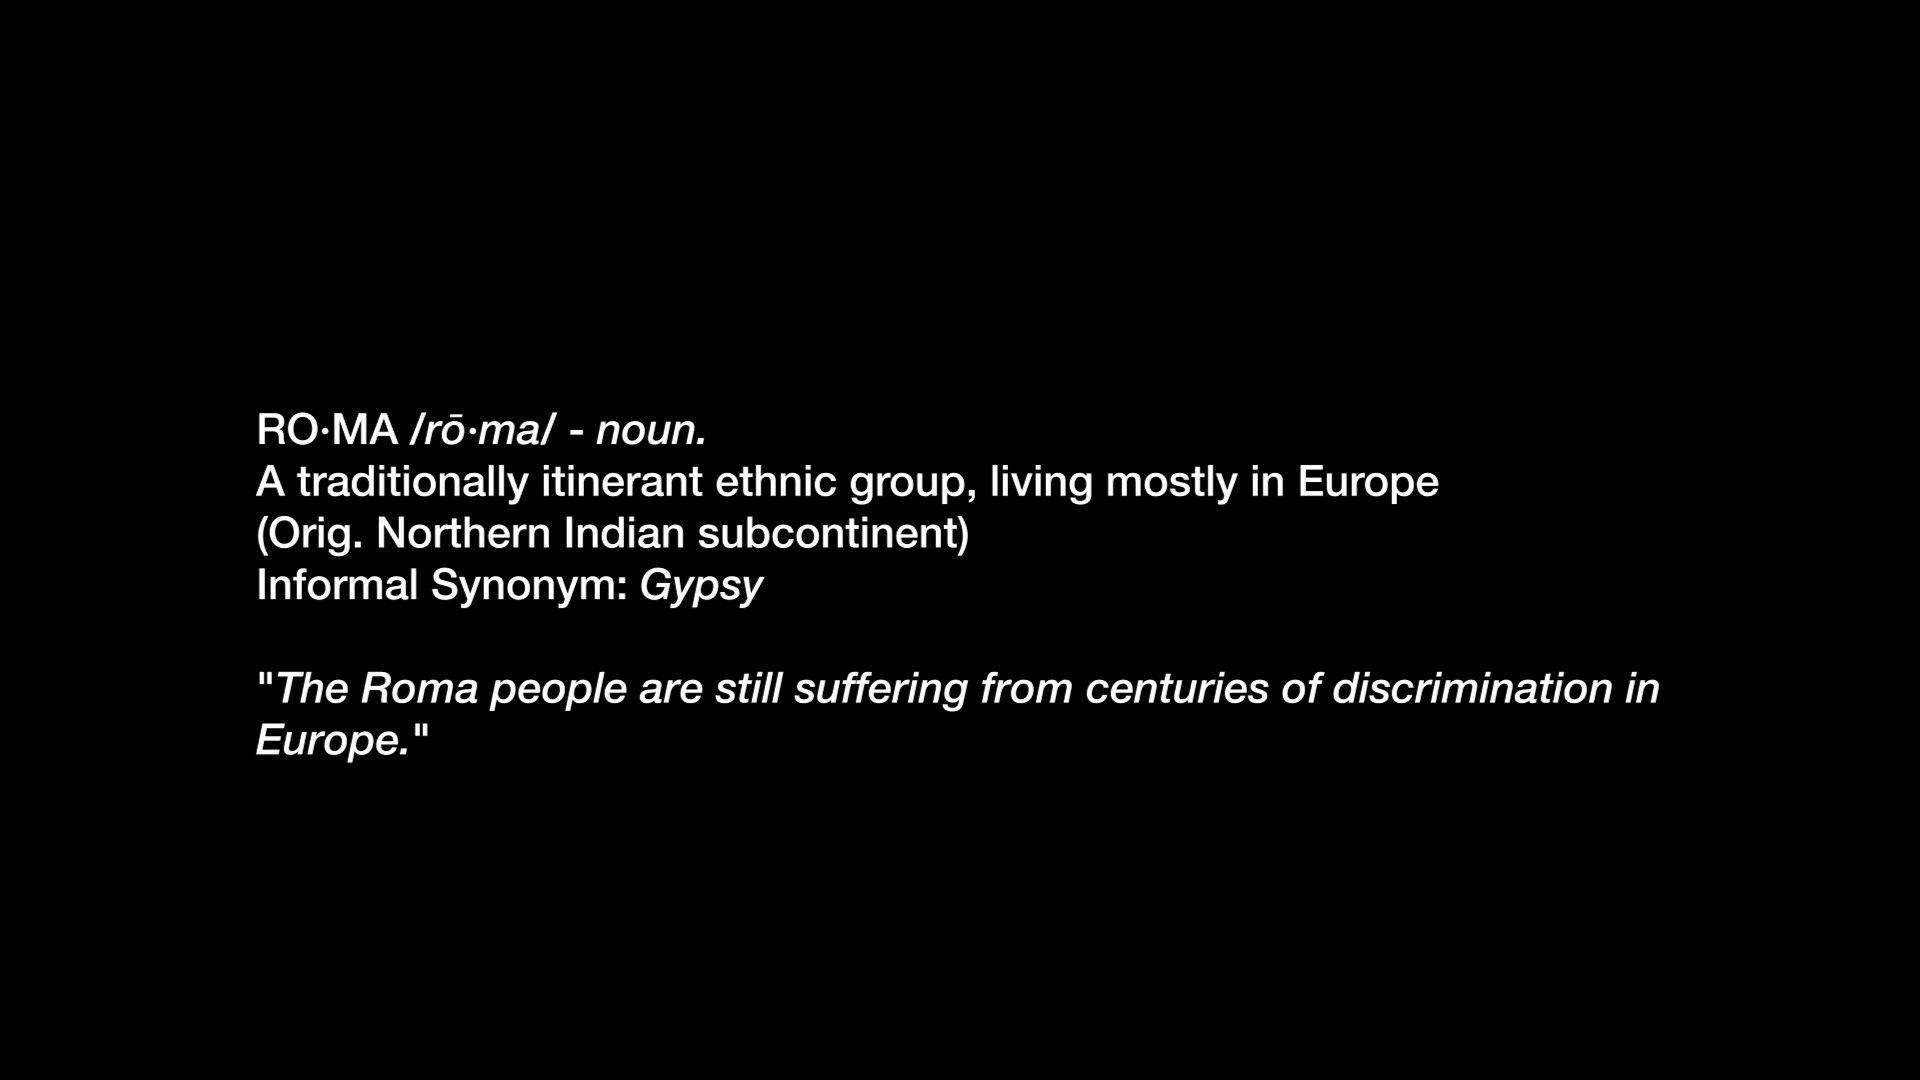 RO·MA /rō·ma/ - noun.
A traditionally itinerant ethnic group, living mostly in Europe
(Orig. Northern Indian subcontinent)
Informal Synonym: Gypsy
"The Roma people are still suffering from centuries of discrimination in
Europe."